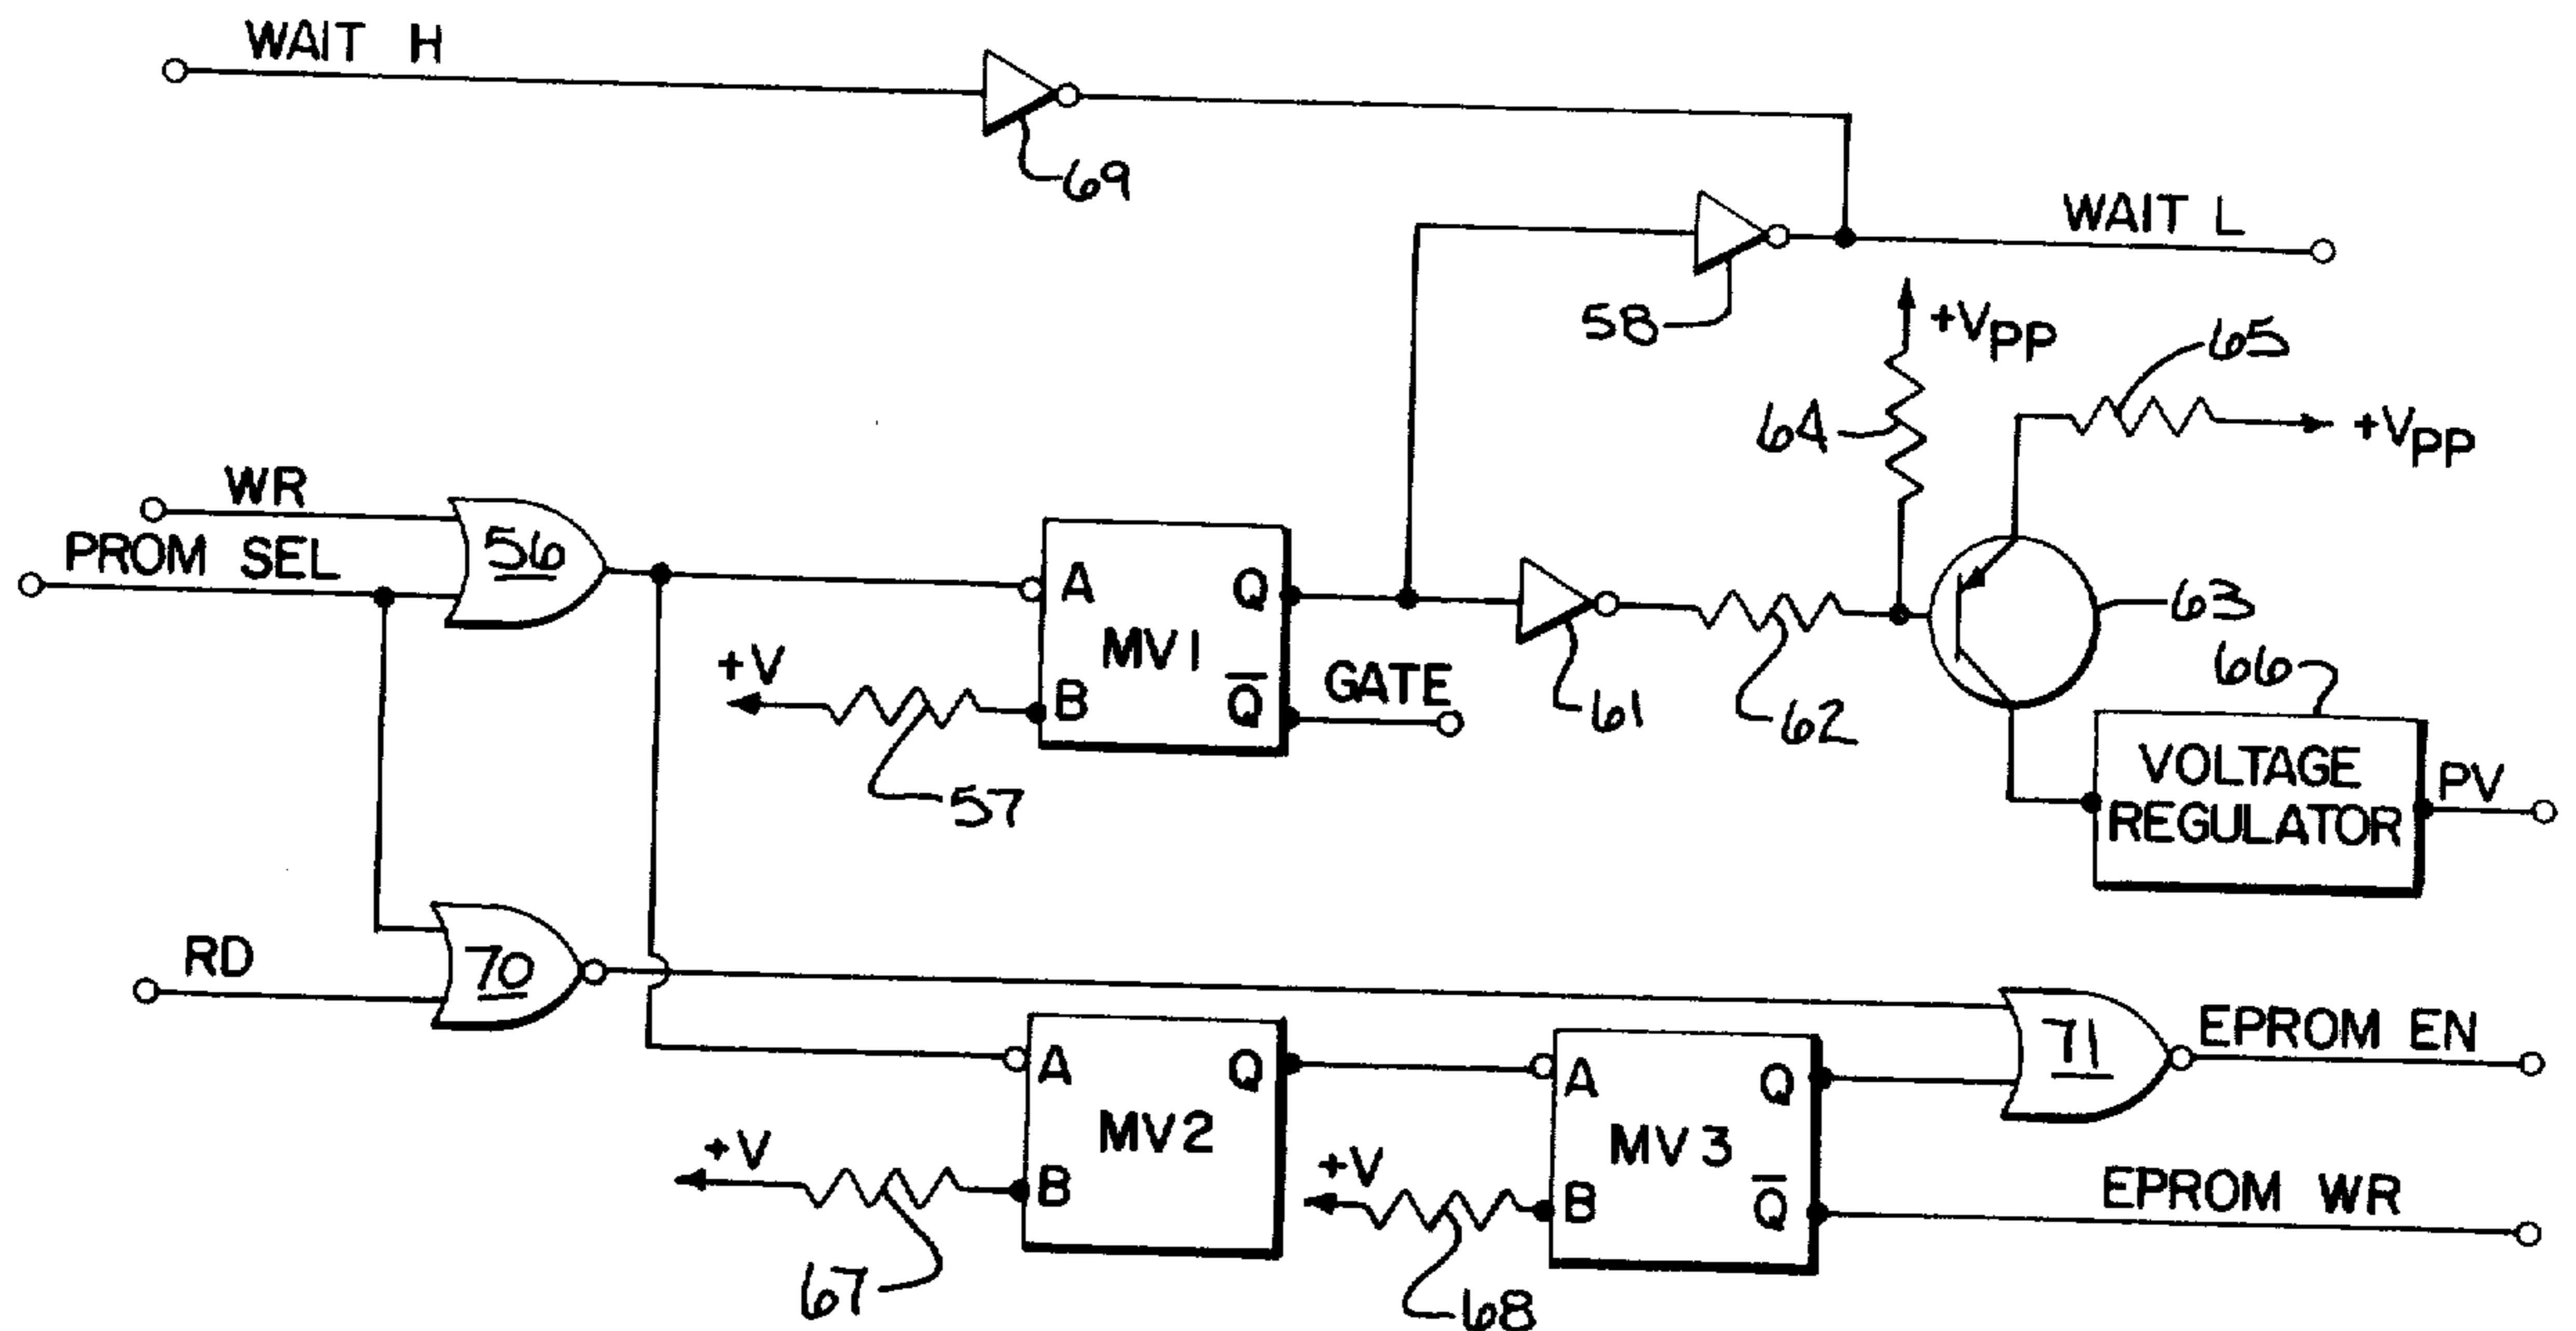 WAIT H
69
WAIT L
58
+VPP
65
64
+VPP
WR
PROM SEL
56
A
Q
63
MV1
66
+V
B
Q̅
GATE
61
62
57
VOLTAGE
REGULATOR
PV
RD
70
EPROM EN
A
Q
A
Q
71
MV2
MV3
+V
B
+V
B
Q̅
EPROM WR
67
68